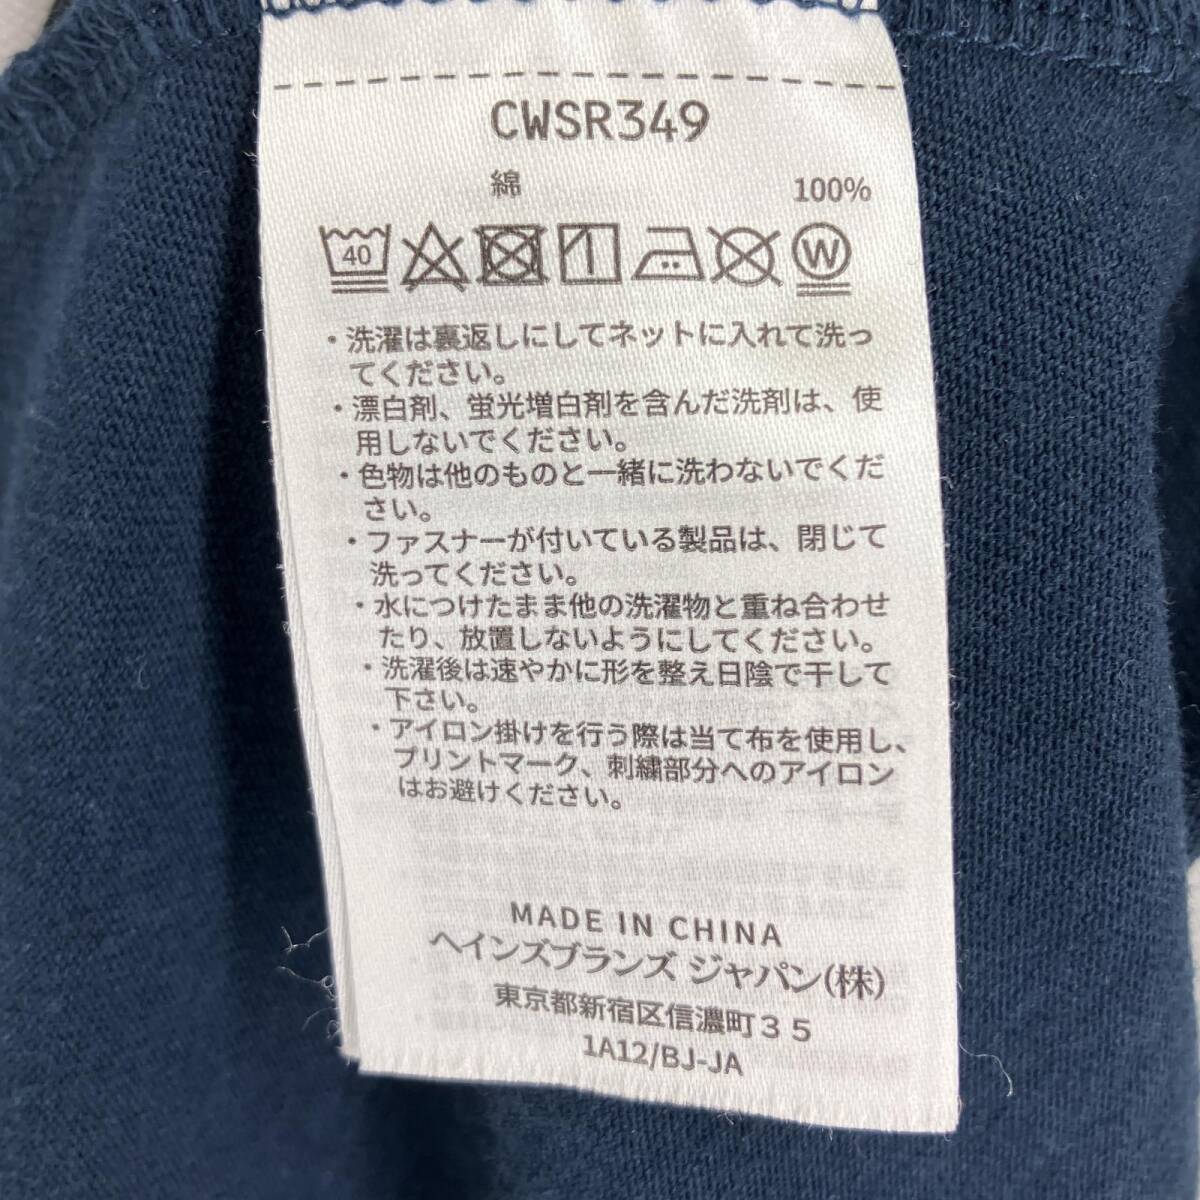 CWSR349
綿 100%
40 W
・洗濯は裏返しにしてネットに入れて洗っ
てください。
・漂白剤、蛍光増白剤を含んだ洗剤は、使
用しないでください。
・色物は他のものと一緒に洗わないでくだ
さい。
・ファスナーが付いている製品は、閉じて
洗ってください。
・水につけたまま他の洗濯物と重ね合わせ
たり、放置しないようにしてください。
・洗濯後は速やかに形を整え日陰で干して
下さい。
・アイロン掛けを行う際は当て布を使用し、
プリントマーク、刺繍部分へのアイロン
はお避けください。
MADE IN CHINA
ヘインズブランズ ジャパン(株)
東京都新宿区信濃町３５
1A12/BJ-JA